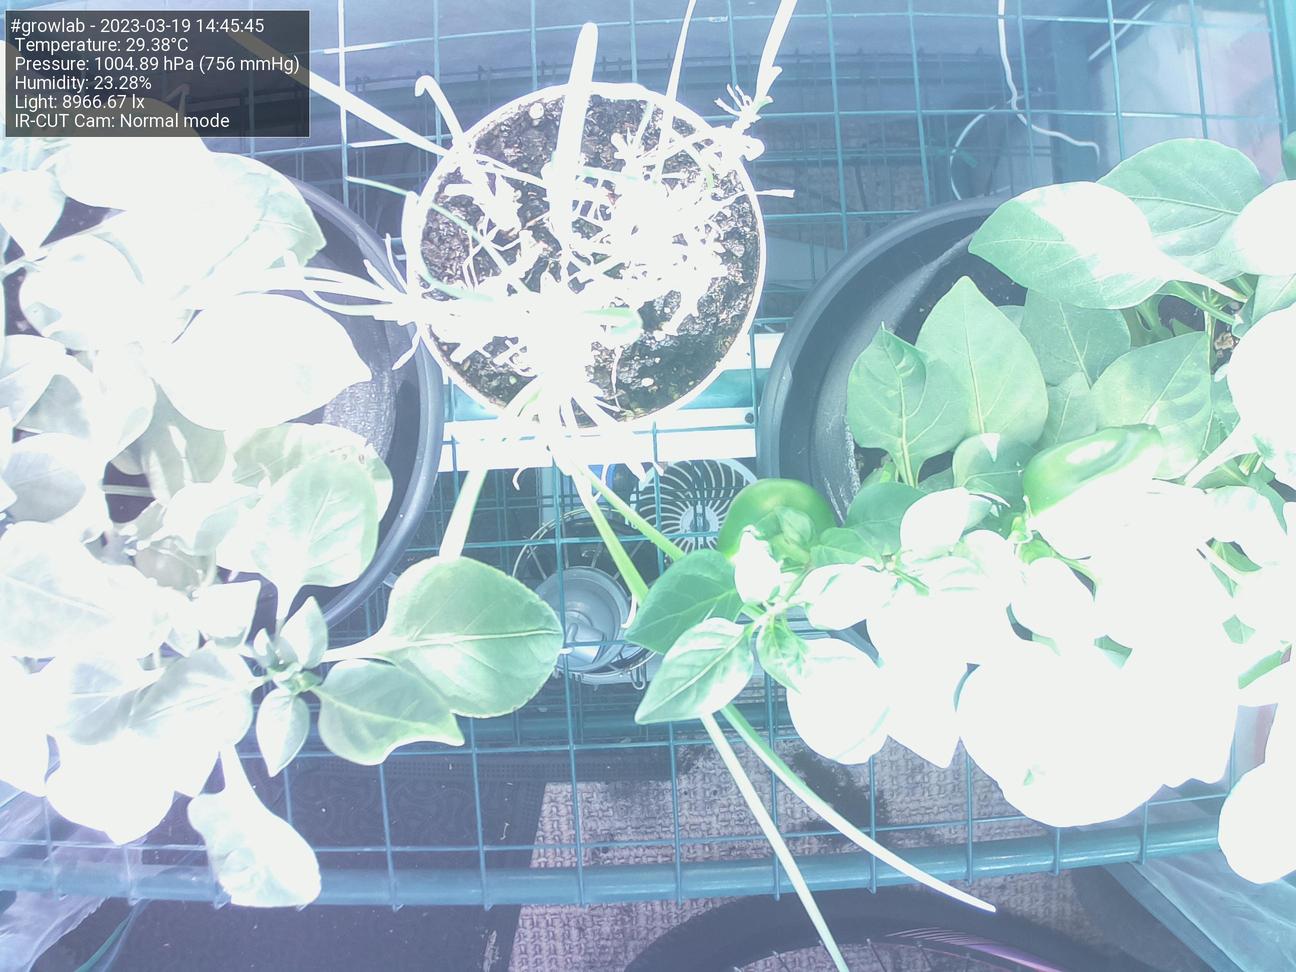 #growlab - 2023-03-19 14:45:45
Temperature: 29.38°C
Pressure: 1004.89 hPa (756 mmHg)
Humidity: 23.28%
Light: 8966.67 lx
IR-CUT Cam: Normal mode